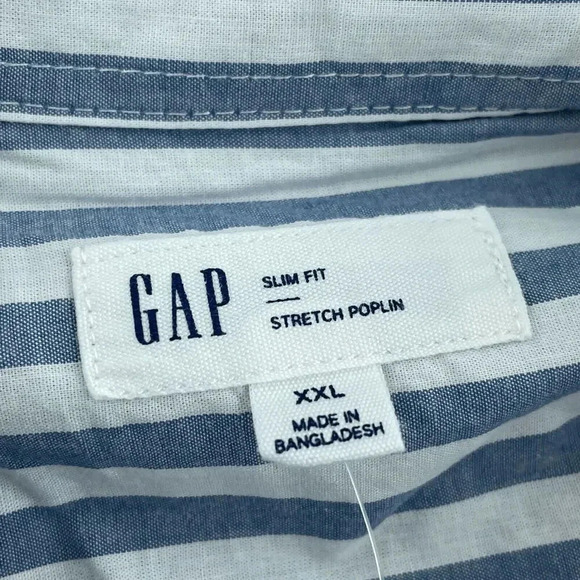 GAP
SLIM FIT
STRETCH POPLIN
XXL
MADE IN
BANGLADESH